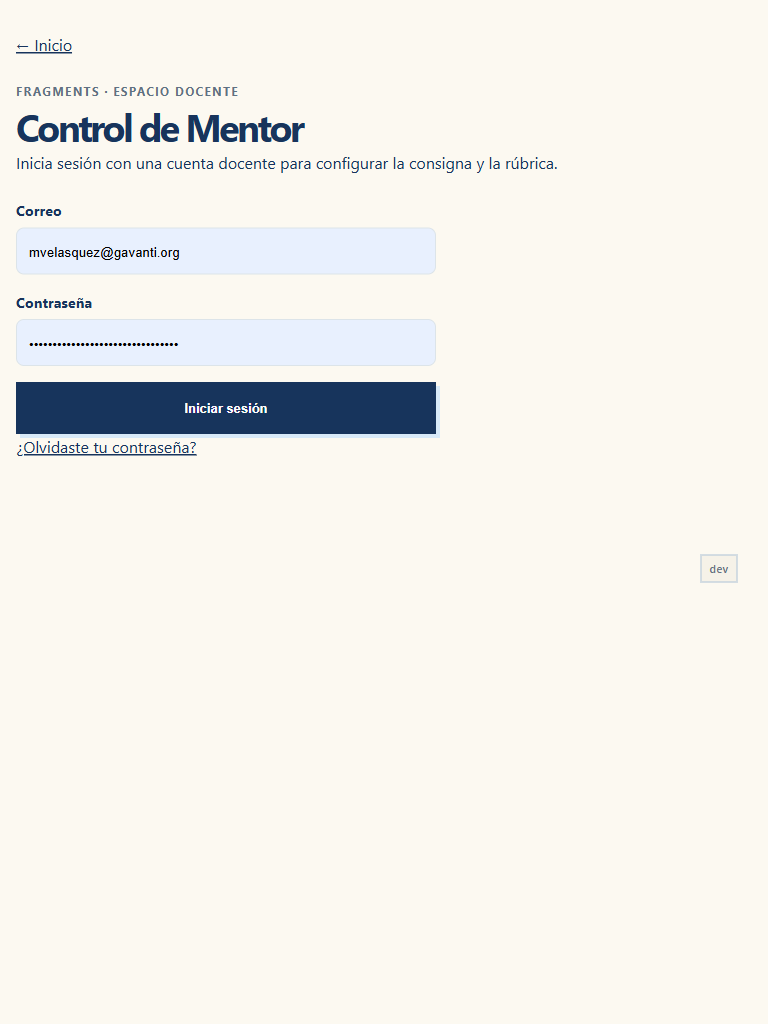 ← Inicio
FRAGMENTS · ESPACIO DOCENTE
Control de Mentor
Inicia sesión con una cuenta docente para configurar la consigna y la rúbrica.
Correo
mvelasquez@gavanti.org
Contraseña
••••••••••••••••••••••••••••••••
Iniciar sesión
¿Olvidaste tu contraseña?
dev